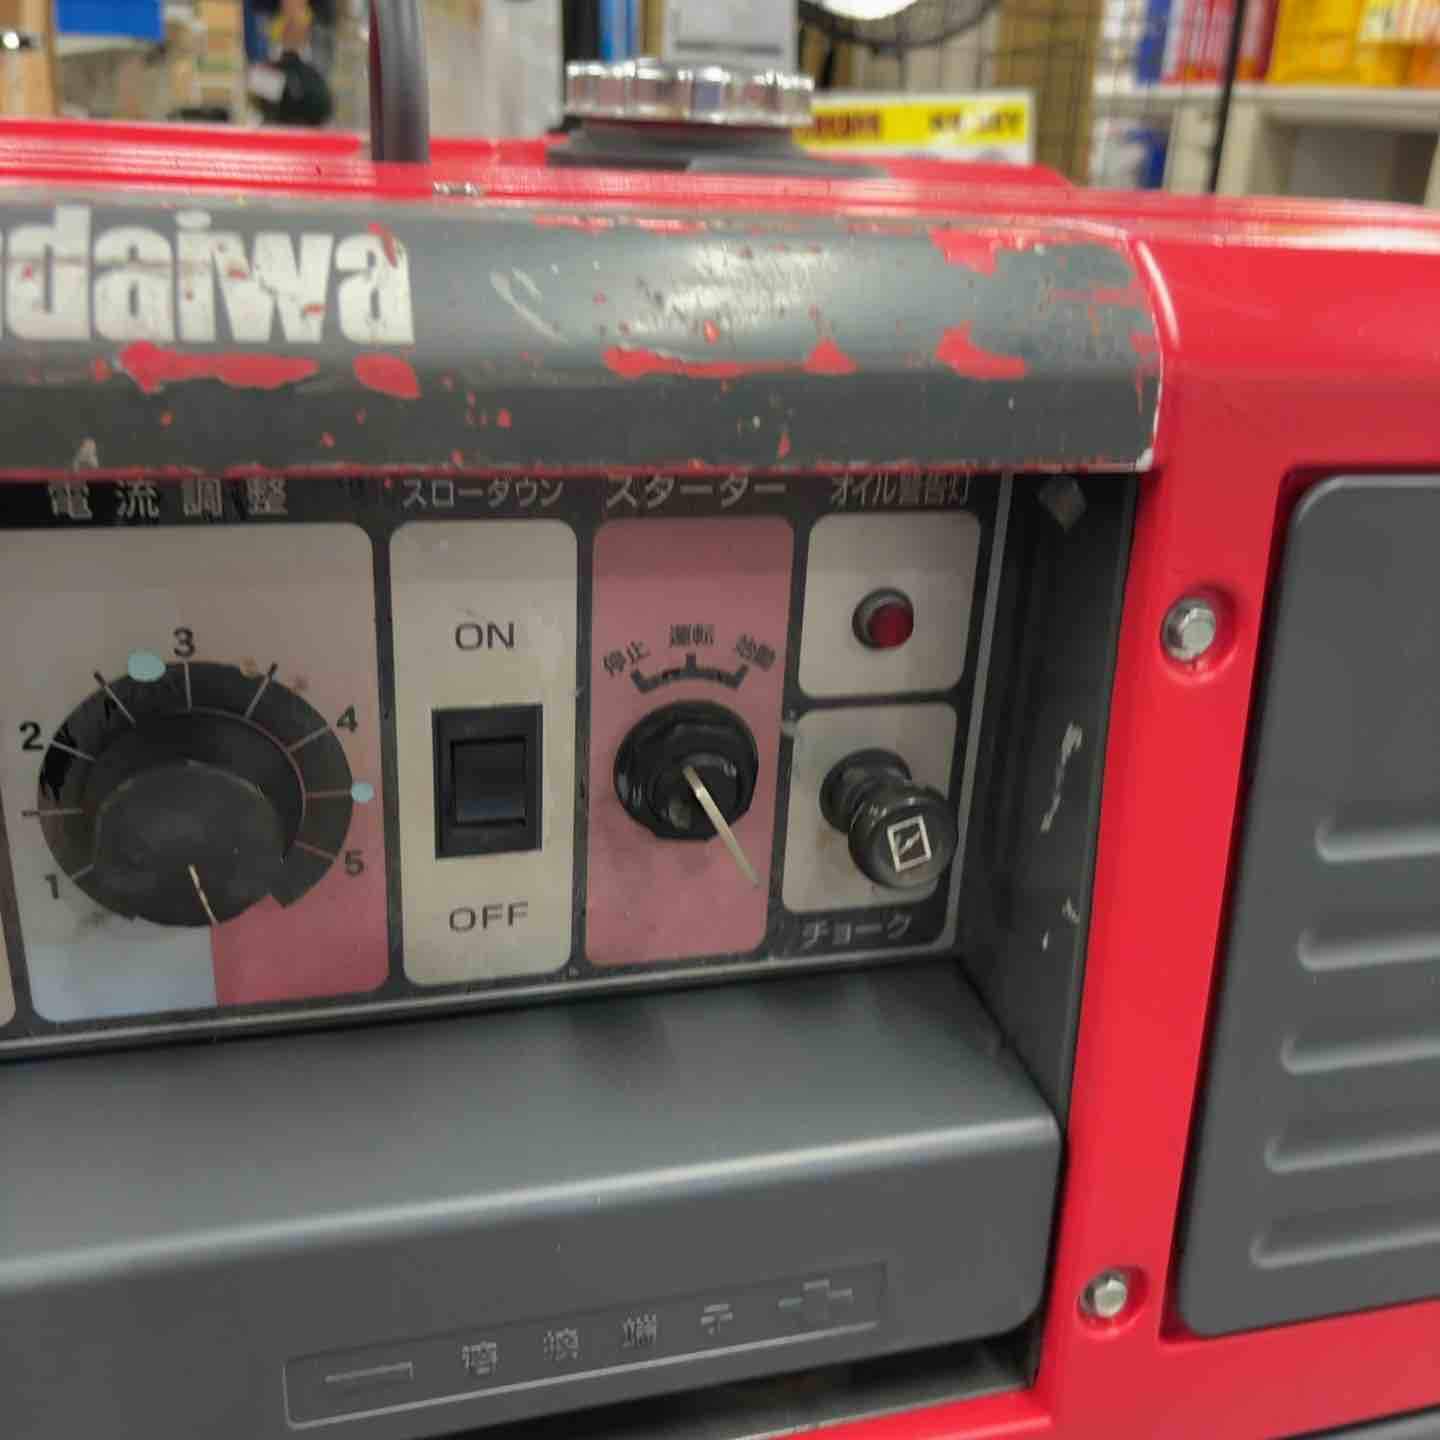 daiwa
電流調整
スローダウン
スターター
オイル警告灯
1
2
3
4
5
ON
OFF
停止
運転
始動
チョーク